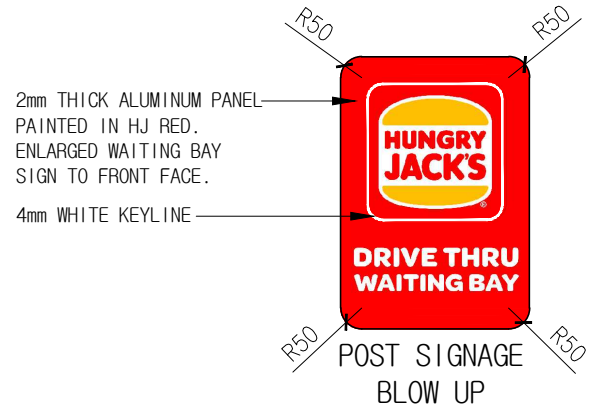 R50
R50
2mm THICK ALUMINUM PANEL
PAINTED IN HJ RED.
ENLARGED WAITING BAY
SIGN TO FRONT FACE.
4mm WHITE KEYLINE
HUNGRY
JACK'S
®
DRIVE THRU
WAITING BAY
R50
R50
POST SIGNAGE
BLOW UP